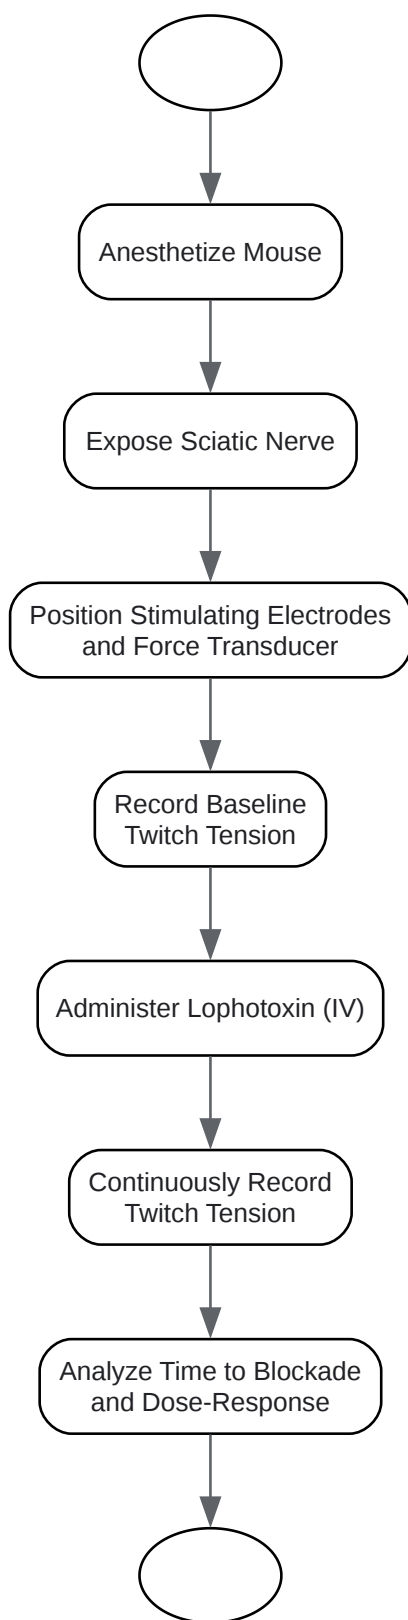 Anesthetize Mouse
Expose Sciatic Nerve
Position Stimulating Electrodes
and Force Transducer
Record Baseline
Twitch Tension
Administer Lophotoxin (IV)
Continuously Record
Twitch Tension
Analyze Time to Blockade
and Dose-Response